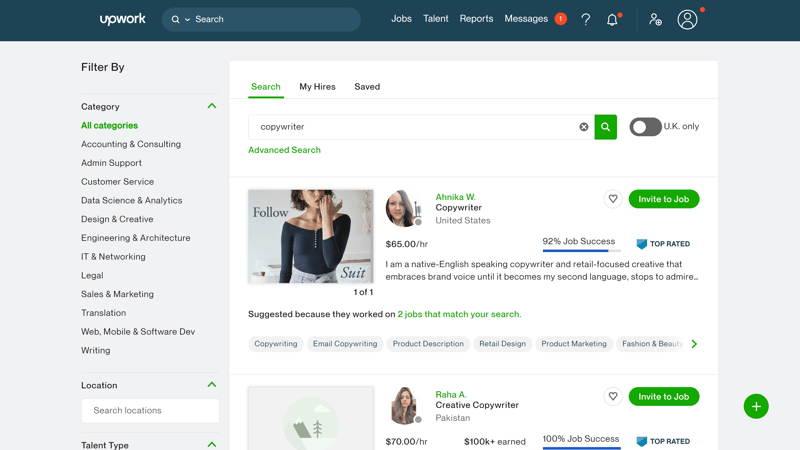 upwork
Search
Jobs
Talent
Reports
Messages
1
Filter By
Category
All categories
Accounting & Consulting
Admin Support
Customer Service
Data Science & Analytics
Design & Creative
Engineering & Architecture
IT & Networking
Legal
Sales & Marketing
Translation
Web, Mobile & Software Dev
Writing
Location
Search locations
Talent Type
Search
My Hires
Saved
copywriter
U.K. only
Advanced Search
Follow
Suit
1 of 1
Ahnika W.
Copywriter
United States
Invite to Job
$65.00/hr
92% Job Success
TOP RATED
I am a native-English speaking copywriter and retail-focused creative that
embraces brand voice until it becomes my second language, stops to admire...
Suggested because they worked on 2 jobs that match your search.
Copywriting
Email Copywriting
Product Description
Retail Design
Product Marketing
Fashion & Beauty
Raha A.
Creative Copywriter
Pakistan
Invite to Job
$70.00/hr
$100k+ earned
100% Job Success
TOP RATED